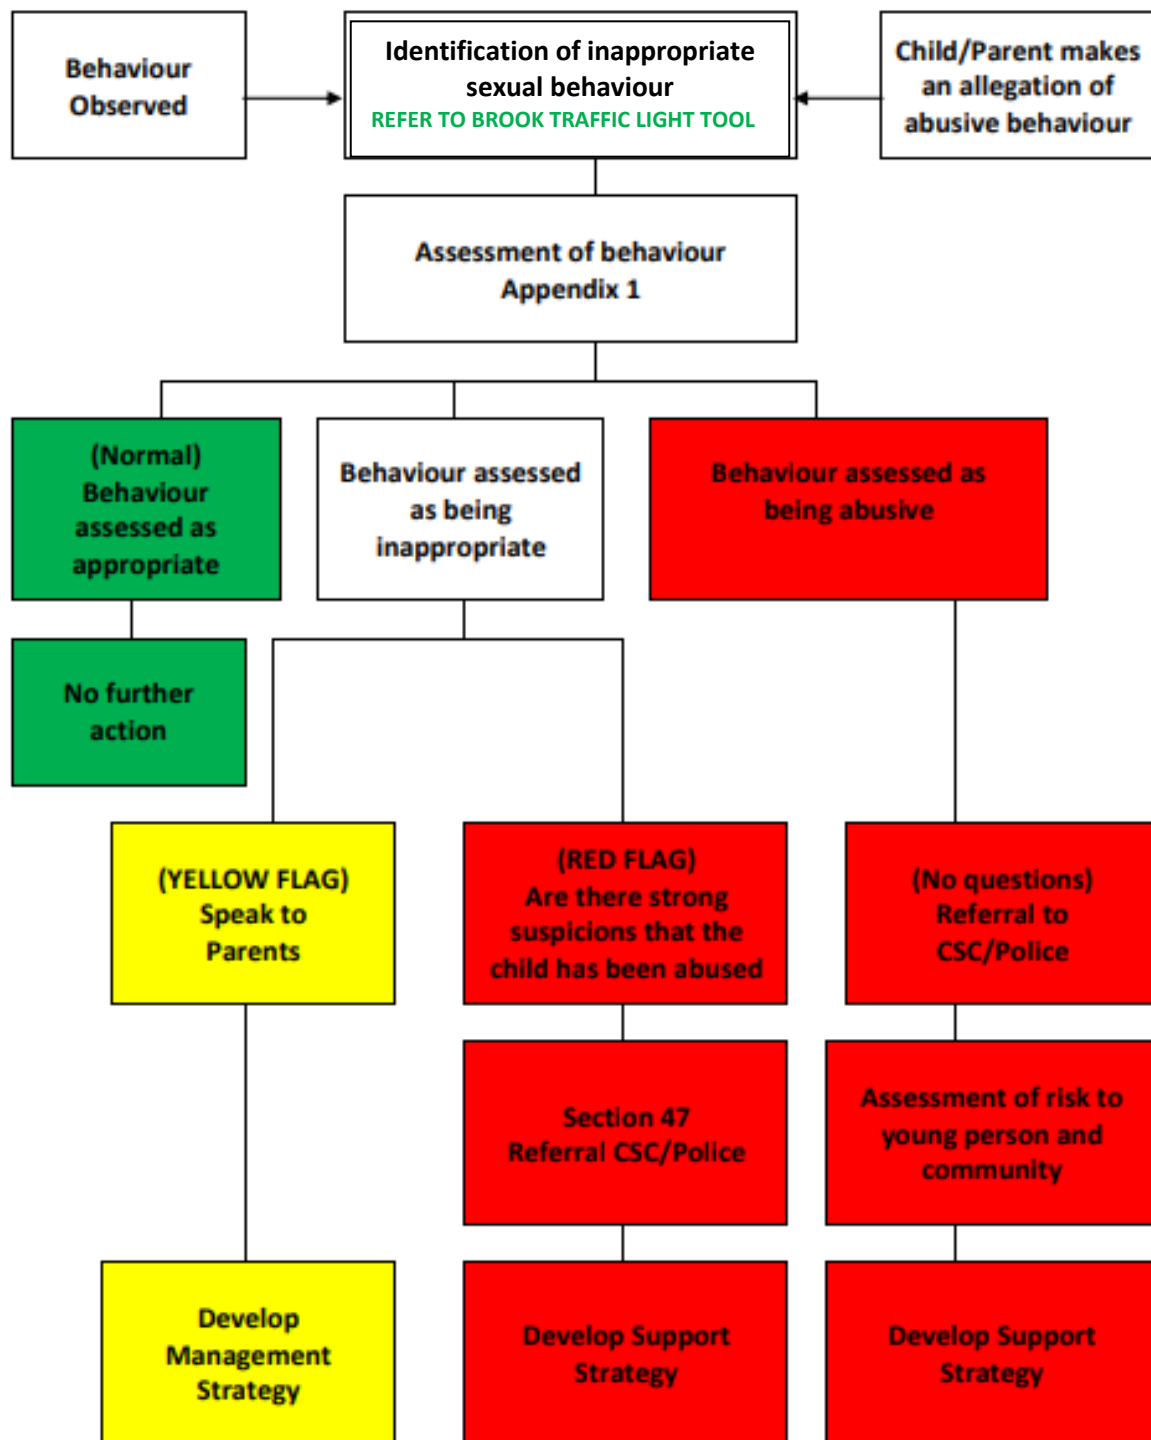 Behaviour
Observed
Identification of inappropriate
sexual behaviour
REFER TO BROOK TRAFFIC LIGHT TOOL
Child/Parent makes
an allegation of
abusive behaviour
Assessment of behaviour
Appendix 1
(Normal)
Behaviour
assessed as
appropriate
Behaviour assessed
as being
inappropriate
Behaviour assessed as
being abusive
No further
action
(YELLOW FLAG)
Speak to
Parents
(RED FLAG)
Are there strong
suspicions that the
child has been abused
(No questions)
Referral to
CSC/Police
Section 47
Referral CSC/Police
Assessment of risk to
young person and
community
Develop
Management
Strategy
Develop Support
Strategy
Develop Support
Strategy